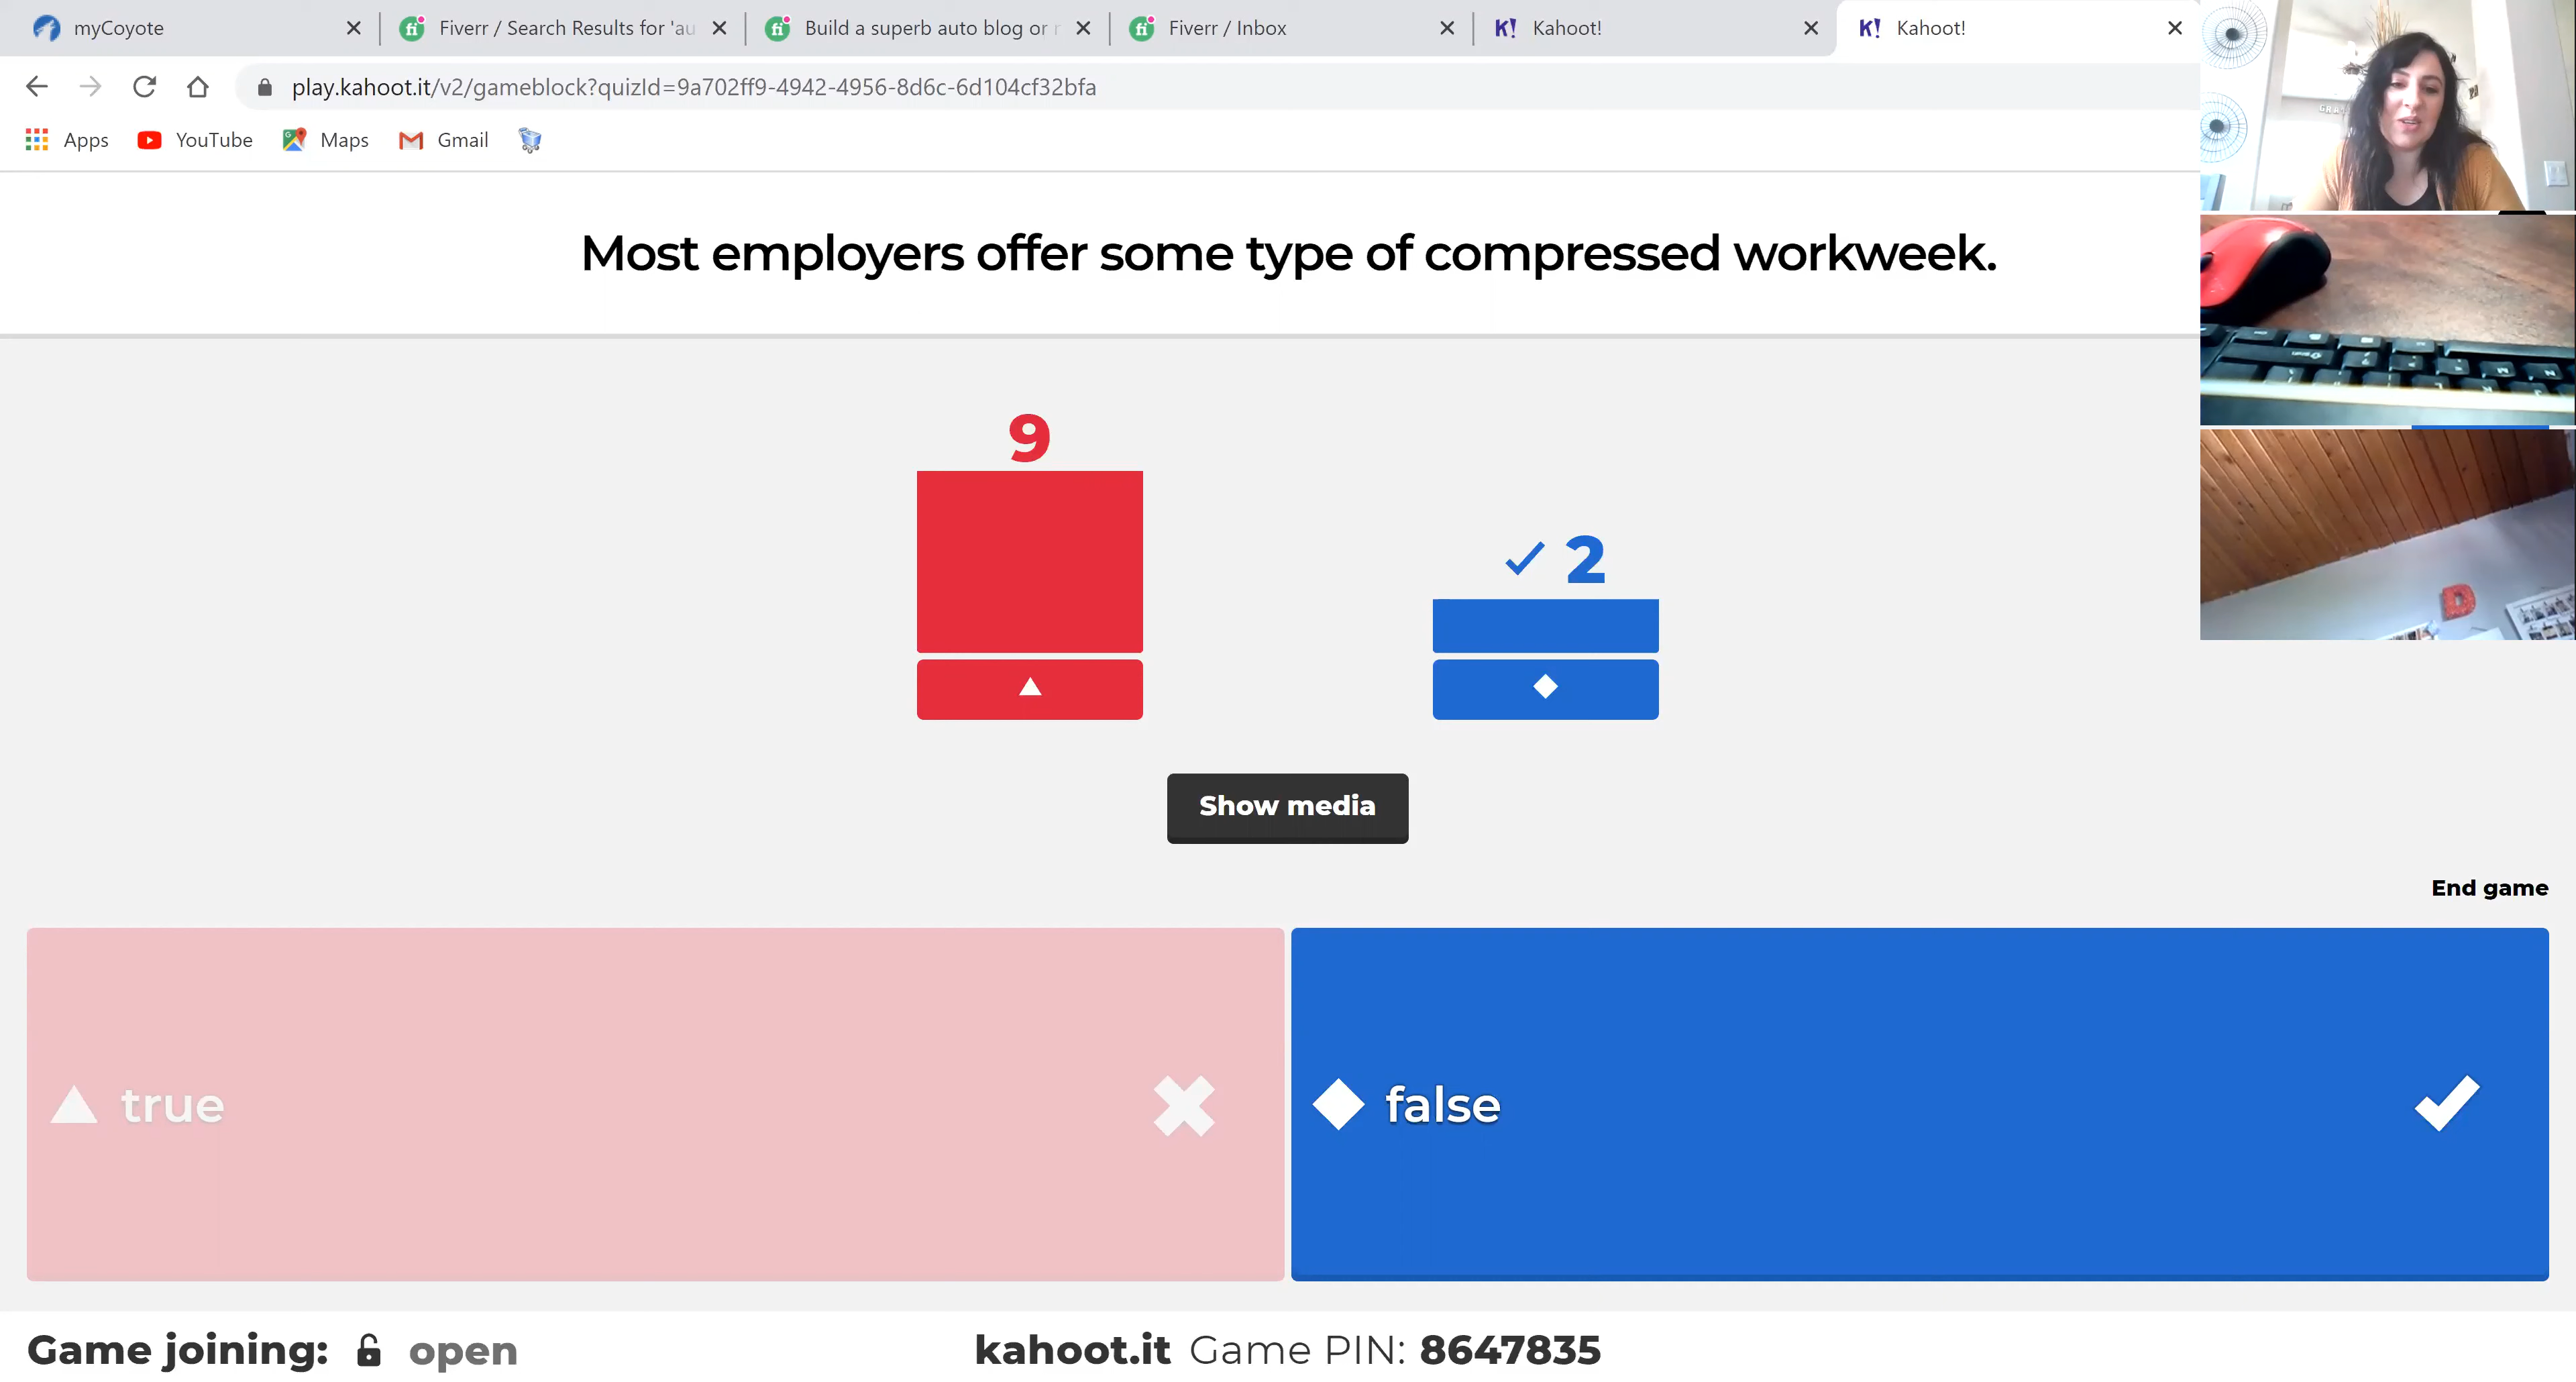 myCoyote
Fiverr / Search Results for 'au
Build a superb auto blog or
Fiverr / Inbox
Kahoot!
Kahoot!
play.kahoot.it/v2/gameblock?quizId=9a702ff9-4942-4956-8d6c-6d104cf32bfa
Apps
YouTube
Maps
Gmail
Most employers offer some type of compressed workweek.
9
2
D
Show media
End game
true
false
Game joining: open
kahoot.it Game PIN: 8647835